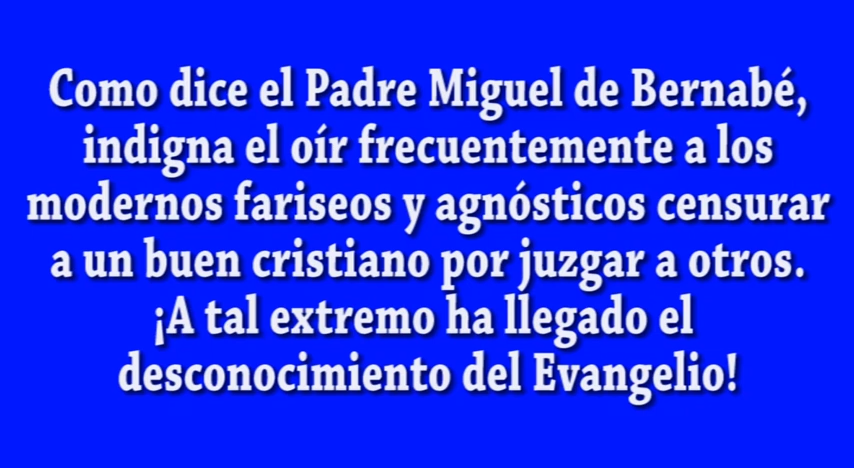 Como dice el Padre Miguel de Bernabé,
indigna el oír frecuentemente a los
modernos fariseos y agnósticos censurar
a un buen cristiano por juzgar a otros.
¡A tal extremo ha llegado el
desconocimiento del Evangelio!